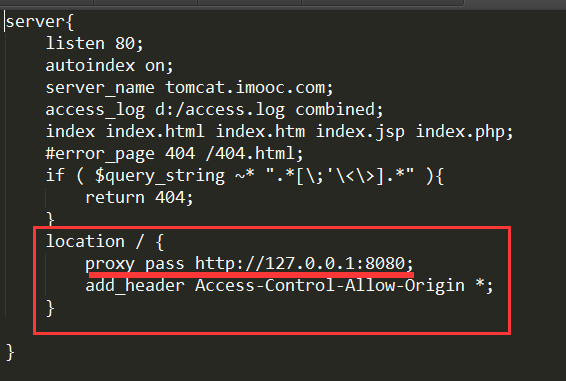 server{
listen 80;
autoindex on;
server_name tomcat.imooc.com;
access_log d:/access.log combined;
index index.html index.htm index.jsp index.php;
#error_page 404 /404.html;
if ( $query_string ~* ".*[\;'\<\>].*" ){
return 404;
}
location / {
proxy_pass http://127.0.0.1:8080;
add_header Access-Control-Allow-Origin *;
}
}